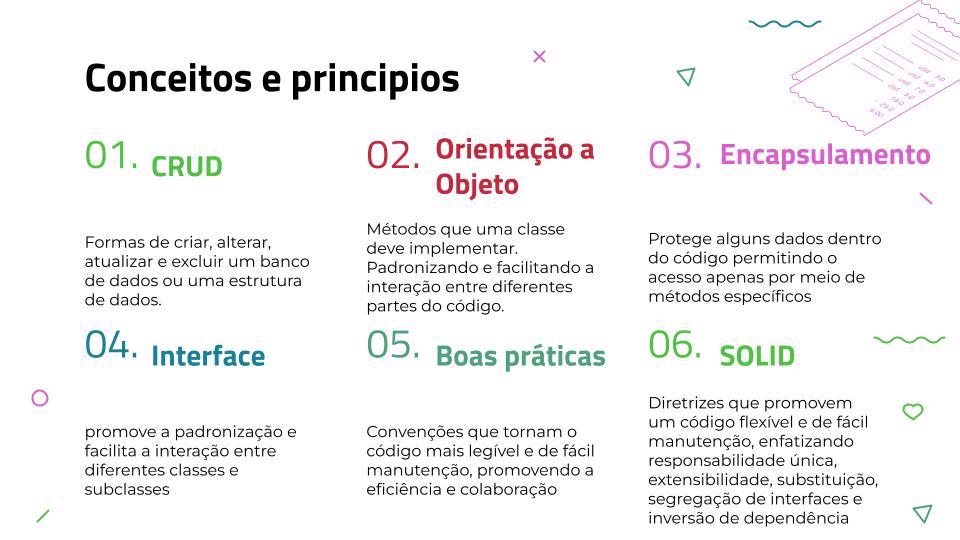 Conceitos e principios
01. CRUD
Formas de criar, alterar,
atualizar e excluir um banco
de dados ou uma estrutura
de dados.
02. Orientação a
Objeto
Métodos que uma classe
deve implementar.
Padronizando e facilitando a
interação entre diferentes
partes do código.
03. Encapsulamento
Protege alguns dados dentro
do código permitindo o
acesso apenas por meio de
métodos específicos
04. Interface
promove a padronização e
facilita a interação entre
diferentes classes e
subclasses
05. Boas práticas
Convenções que tornam o
código mais legível e de fácil
manutenção, promovendo a
eficiência e colaboração
06. SOLID
Diretrizes que promovem
um código flexível e de fácil
manutenção, enfatizando
responsabilidade única,
extensibilidade, substituição,
segregação de interfaces e
inversão de dependência